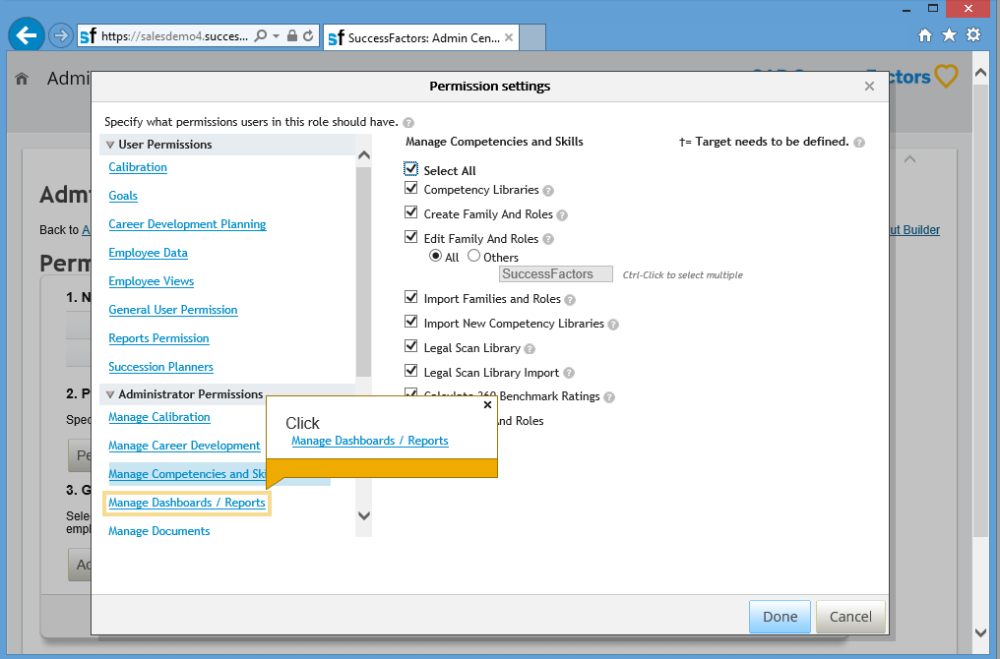 https://salesdemo4.succes...
sf SuccessFactors: Admin Cen...
Admi
ctors
Permission settings
Specify what permissions users in this role should have.
User Permissions
Calibration
Goals
Career Development Planning
Employee Data
Employee Views
General User Permission
Reports Permission
Succession Planners
Administrator Permissions
Manage Calibration
Manage Career Development
Manage Competencies and Ski
Manage Dashboards / Reports
Manage Documents
Manage Competencies and Skills
†= Target needs to be defined.
Select All
Competency Libraries
Create Family And Roles
Edit Family And Roles
All Others
SuccessFactors Ctrl-Click to select multiple
Import Families and Roles
Import New Competency Libraries
Legal Scan Library
Legal Scan Library Import
Calculate 360 Benchmark Ratings
And Roles
Click
Manage Dashboards / Reports
Adm
Back to A
ut Builder
Perm
1. N
2. P
Spec
Pe
3. G
Selec
empl
Ad
Done
Cancel